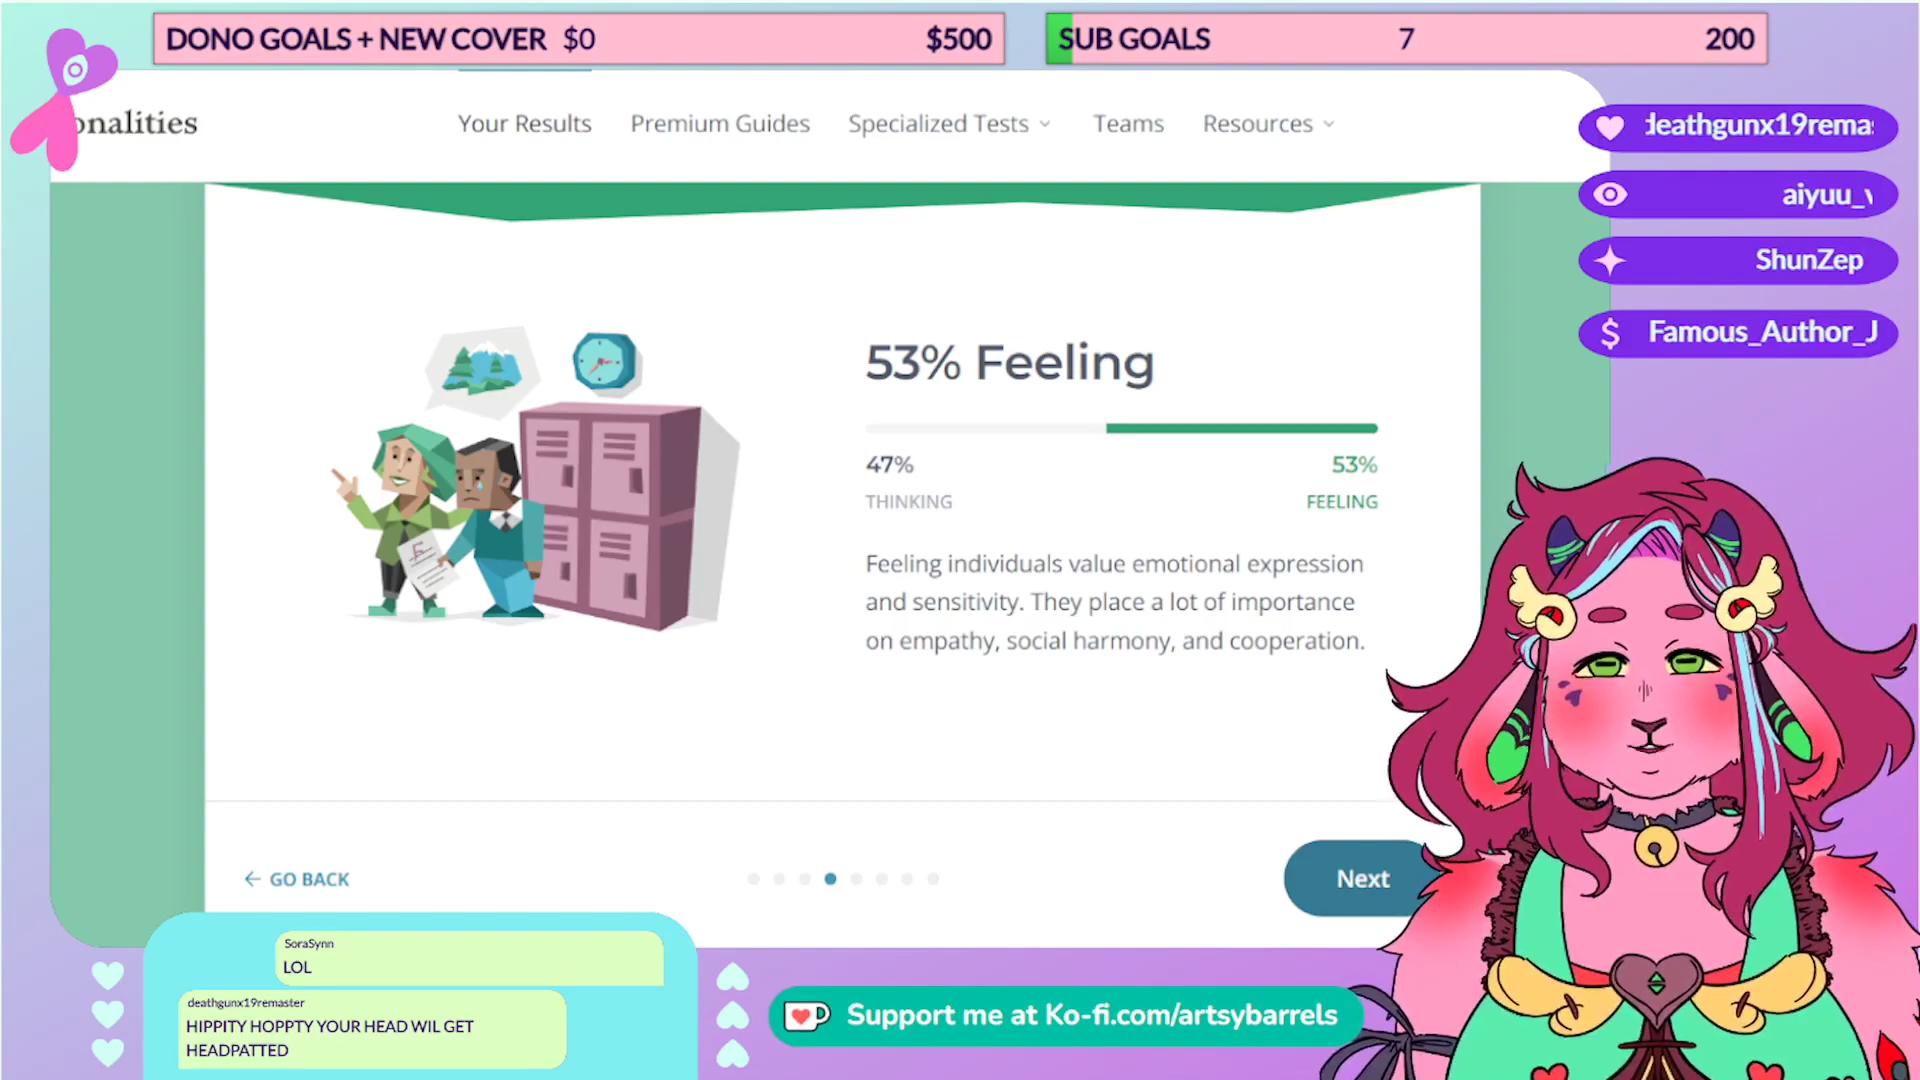 DONO GOALS + NEW COVER $0 $500
SUB GOALS 7 200
onalities
Your Results
Premium Guides
Specialized Tests
Teams
Resources
deathgunx19remas
aiyuu_v
ShunZep
$ Famous_Author_J
53% Feeling
47% 53%
THINKING FEELING
Feeling individuals value emotional expression
and sensitivity. They place a lot of importance
on empathy, social harmony, and cooperation.
F
← GO BACK
Next
SoraSynn
LOL
deathgunx19remaster
HIPPITY HOPPTY YOUR HEAD WIL GET
HEADPATTED
Support me at Ko-fi.com/artsybarrels